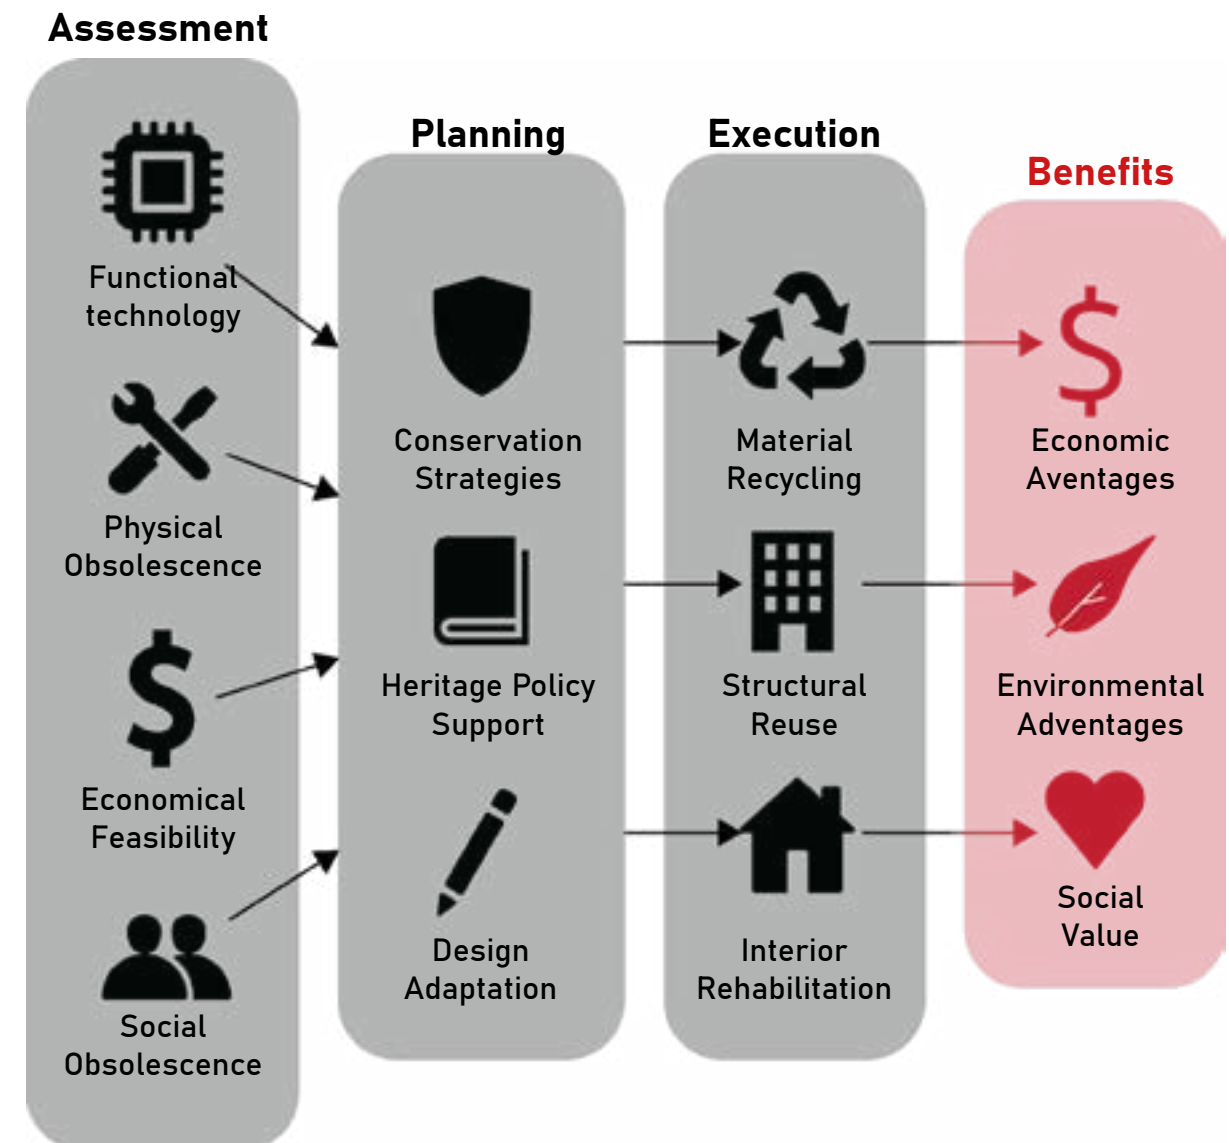 Assessment
Functional
technology
Physical
Obsolescence
Economical
Feasibility
Social
Obsolescence
Planning
Conservation
Strategies
Heritage Policy
Support
Design
Adaptation
Execution
Material
Recycling
Structural
Reuse
Interior
Rehabilitation
Benefits
Economic
Aventages
Environmental
Adventages
Social
Value